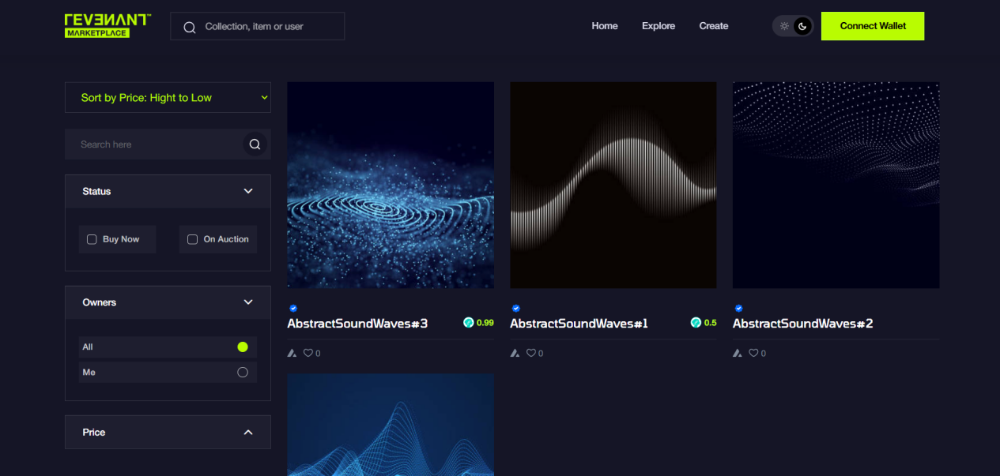 REVENANT™
MARKETPLACE
Collection, item or user
Home
Explore
Create
Connect Wallet
Sort by Price: Hight to Low
Search here
Status
Buy Now
On Auction
Owners
All
Me
Price
AbstractSoundWaves#3
0.99
0
AbstractSoundWaves#1
0.5
0
AbstractSoundWaves#2
0